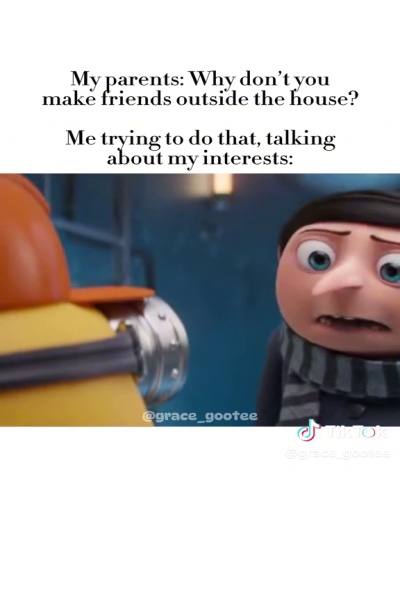 My parents: Why don't you
make friends outside the house?
Me trying to do that, talking
about my interests:
@grace_gootee
TikTok
@grace_gootee